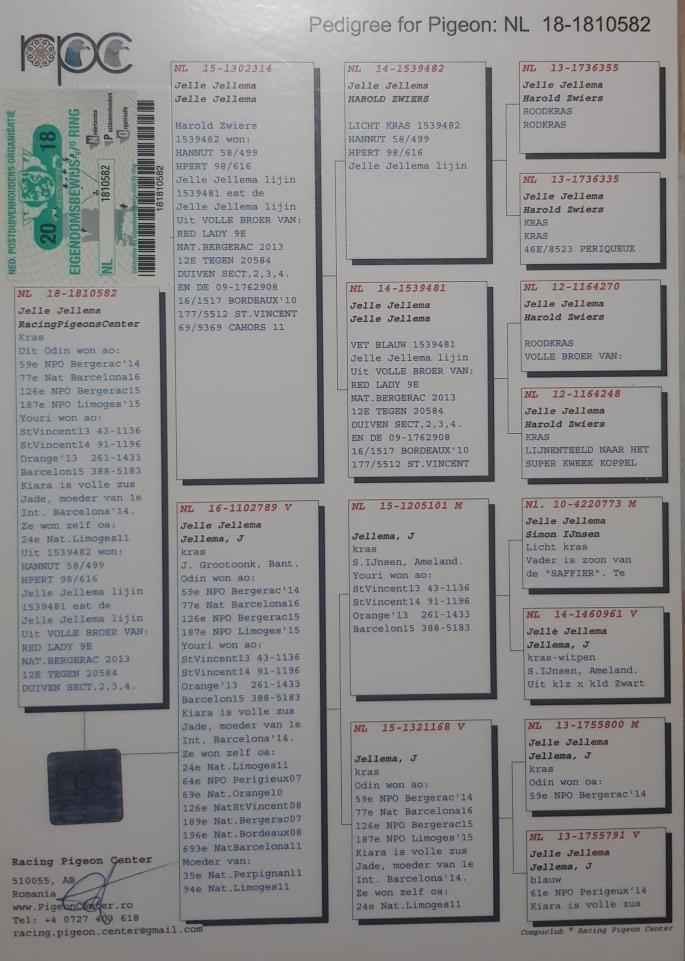 Pedigree for Pigeon: NL 18-1810582
npc
NED. POSTDUIVENHOUDERS ORGANISATIE
20 18
EIGENDOMSBEWIJS V/D RING
NL 1810582
Nederlandse
Postduivenhouders
Organisatie
181810582
NL 18-1810582
Jelle Jellema
RacingPigeonsCenter
Kras
Uit Odin won ao:
59e NPO Bergerac'14
77e Nat Barcelona16
126e NPO Bergerac15
187e NPO Limoges'15
Youri won ao:
StVincent13 43-1136
StVincent14 91-1196
Orange'13 261-1433
Barcelon15 388-5183
Kiara is volle zus
Jade, moeder van 1e
Int. Barcelona'14.
Ze won zelf oa:
24e Nat.Limoges11
Uit 1539482 won:
HANNUT 58/499
HPERT 98/616
Jelle Jellema lijin
1539481 est de
Jelle Jellema lijin
Uit VOLLE BROER VAN:
RED LADY 9E
NAT.BERGERAC 2013
12E TEGEN 20584
DUIVEN SECT,2,3,4.
NL 15-1302314
Jelle Jellema
Jelle Jellema
Harold Zwiers
1539482 won:
HANNUT 58/499
HPERT 98/616
Jelle Jellema lijin
1539481 est de
Jelle Jellema lijin
Uit VOLLE BROER VAN:
RED LADY 9E
NAT.BERGERAC 2013
12E TEGEN 20584
DUIVEN SECT,2,3,4.
EN DE 09-1762908
16/1517 BORDEAUX'10
177/5512 ST.VINCENT
69/9369 CAHORS 11
NL 16-1102789 V
Jelle Jellema
Jellema, J
kras
J. Grootoonk, Bant.
Odin won ao:
59e NPO Bergerac'14
77e Nat Barcelona16
126e NPO Bergerac15
187e NPO Limoges'15
Youri won ao:
StVincent13 43-1136
StVincent14 91-1196
Orange'13 261-1433
Barcelon15 388-5183
Kiara is volle zus
Jade, moeder van 1e
Int. Barcelona'14.
Ze won zelf oa:
24e Nat.Limoges11
64e NPO Perigieux07
69e Nat.Orange10
126e NatStVincent08
189e Nat.Bergerac07
196e Nat.Bordeaux08
693e NatBarcelona11
Moeder van:
35e Nat.Perpignan11
94e Nat.Limoges11
NL 14-1539482
Jelle Jellema
HAROLD ZWIERS
LICHT KRAS 1539482
HANNUT 58/499
HPERT 98/616
Jelle Jellema lijin
NL 14-1539481
Jelle Jellema
Jelle Jellema
VET BLAUW 1539481
Jelle Jellema lijin
Uit VOLLE BROER VAN:
RED LADY 9E
NAT.BERGERAC 2013
12E TEGEN 20584
DUIVEN SECT,2,3,4.
EN DE 09-1762908
16/1517 BORDEAUX'10
177/5512 ST.VINCENT
NL 15-1205101 M
Jellema, J
kras
S.IJnsen, Ameland.
Youri won ao:
StVincent13 43-1136
StVincent14 91-1196
Orange'13 261-1433
Barcelon15 388-5183
NL 15-1321168 V
Jellema, J
kras
Odin won ao:
59e NPO Bergerac'14
77e Nat Barcelona16
126e NPO Bergerac15
187e NPO Limoges'15
Kiara is volle zus
Jade, moeder van 1e
Int. Barcelona'14.
Ze won zelf oa:
24e Nat.Limoges11
NL 13-1736355
Jelle Jellema
Harold Zwiers
ROODKRAS
RODKRAS
NL 13-1736335
Jelle Jellema
Harold Zwiers
KRAS
KRAS
46E/8523 PERIQUEUX
NL 12-1164270
Jelle Jellema
Harold Zwiers
ROODKRAS
VOLLE BROER VAN:
NL 12-1164248
Jelle Jellema
Harold Zwiers
KRAS
LIJNENTEELD NAAR HET
SUPER KWEEK KOPPEL
Nl. 10-4220773 M
Jelle Jellema
Simon IJnsen
Licht kras
Vader is zoon van
de "SAFFIER". Te
NL 14-1460961 V
Jelle Jellema
Jellema, J
kras-witpen
S.IJnsen, Ameland.
Uit klz x kld Zwart
NL 13-1755800 M
Jelle Jellema
Jellema, J
kras
Odin won oa:
59e NPO Bergerac'14
NL 13-1755791 V
Jelle Jellema
Jellema, J
blauw
61e NPO Perigeux'14
Kiara is volle zus
npc
Racing Pigeon Center
510055, AB
Romania
www.PigeonCenter.ro
Tel: +4 0727 618
racing.pigeon.center@gmail.com
Compuclub ® Racing Pigeon Center